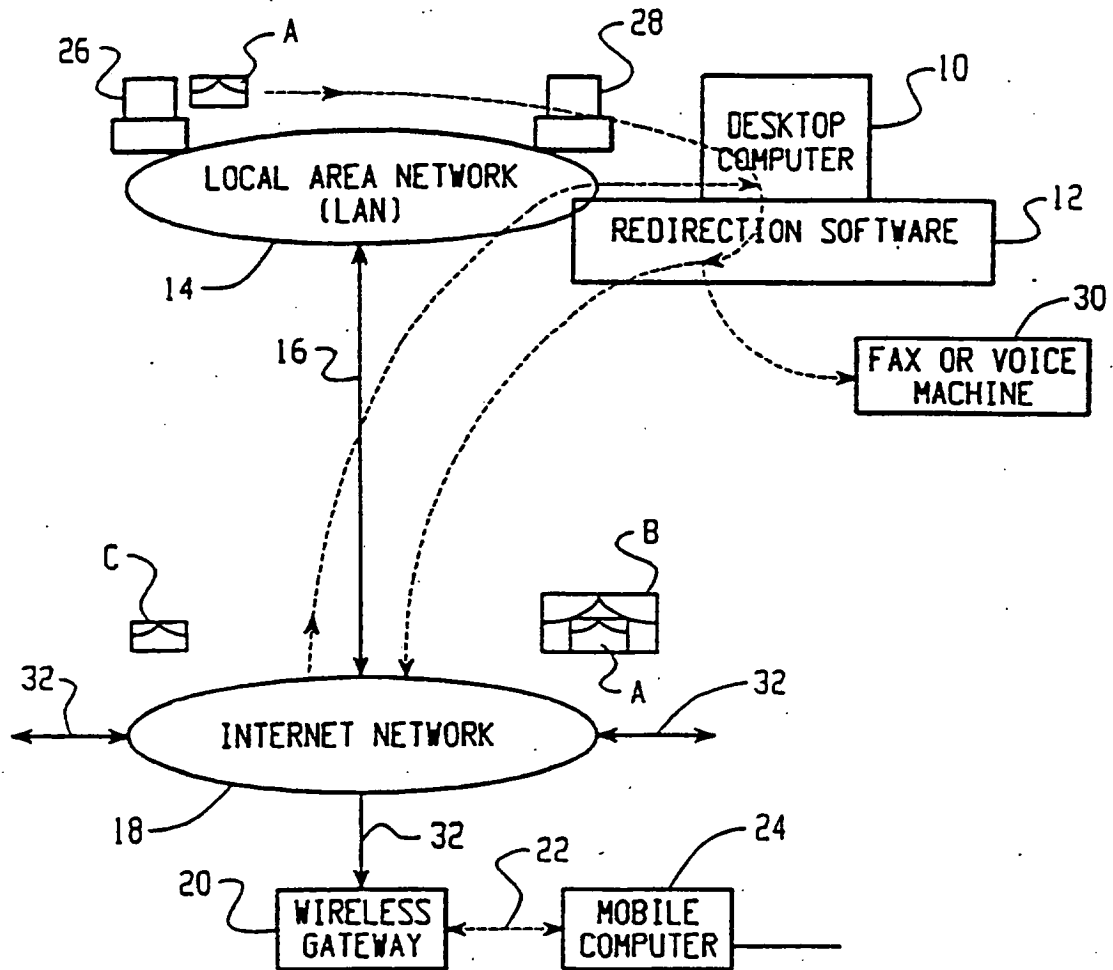 26
A
28
10
DESKTOP
COMPUTER
LOCAL AREA NETWORK
(LAN)
12
REDIRECTION SOFTWARE
14
30
16
FAX OR VOICE
MACHINE
C
B
A
32
32
INTERNET NETWORK
18
32
24
20
22
WIRELESS
GATEWAY
MOBILE
COMPUTER